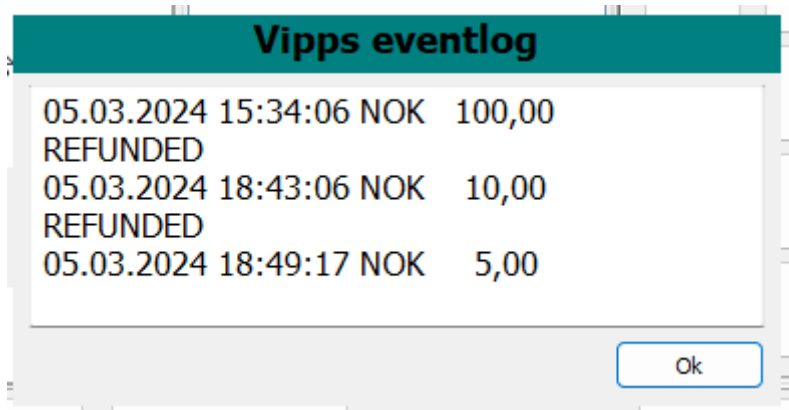 Vipps eventlog
05.03.2024 15:34:06 NOK   100,00
REFUNDED
05.03.2024 18:43:06 NOK    10,00
REFUNDED
05.03.2024 18:49:17 NOK     5,00
Ok